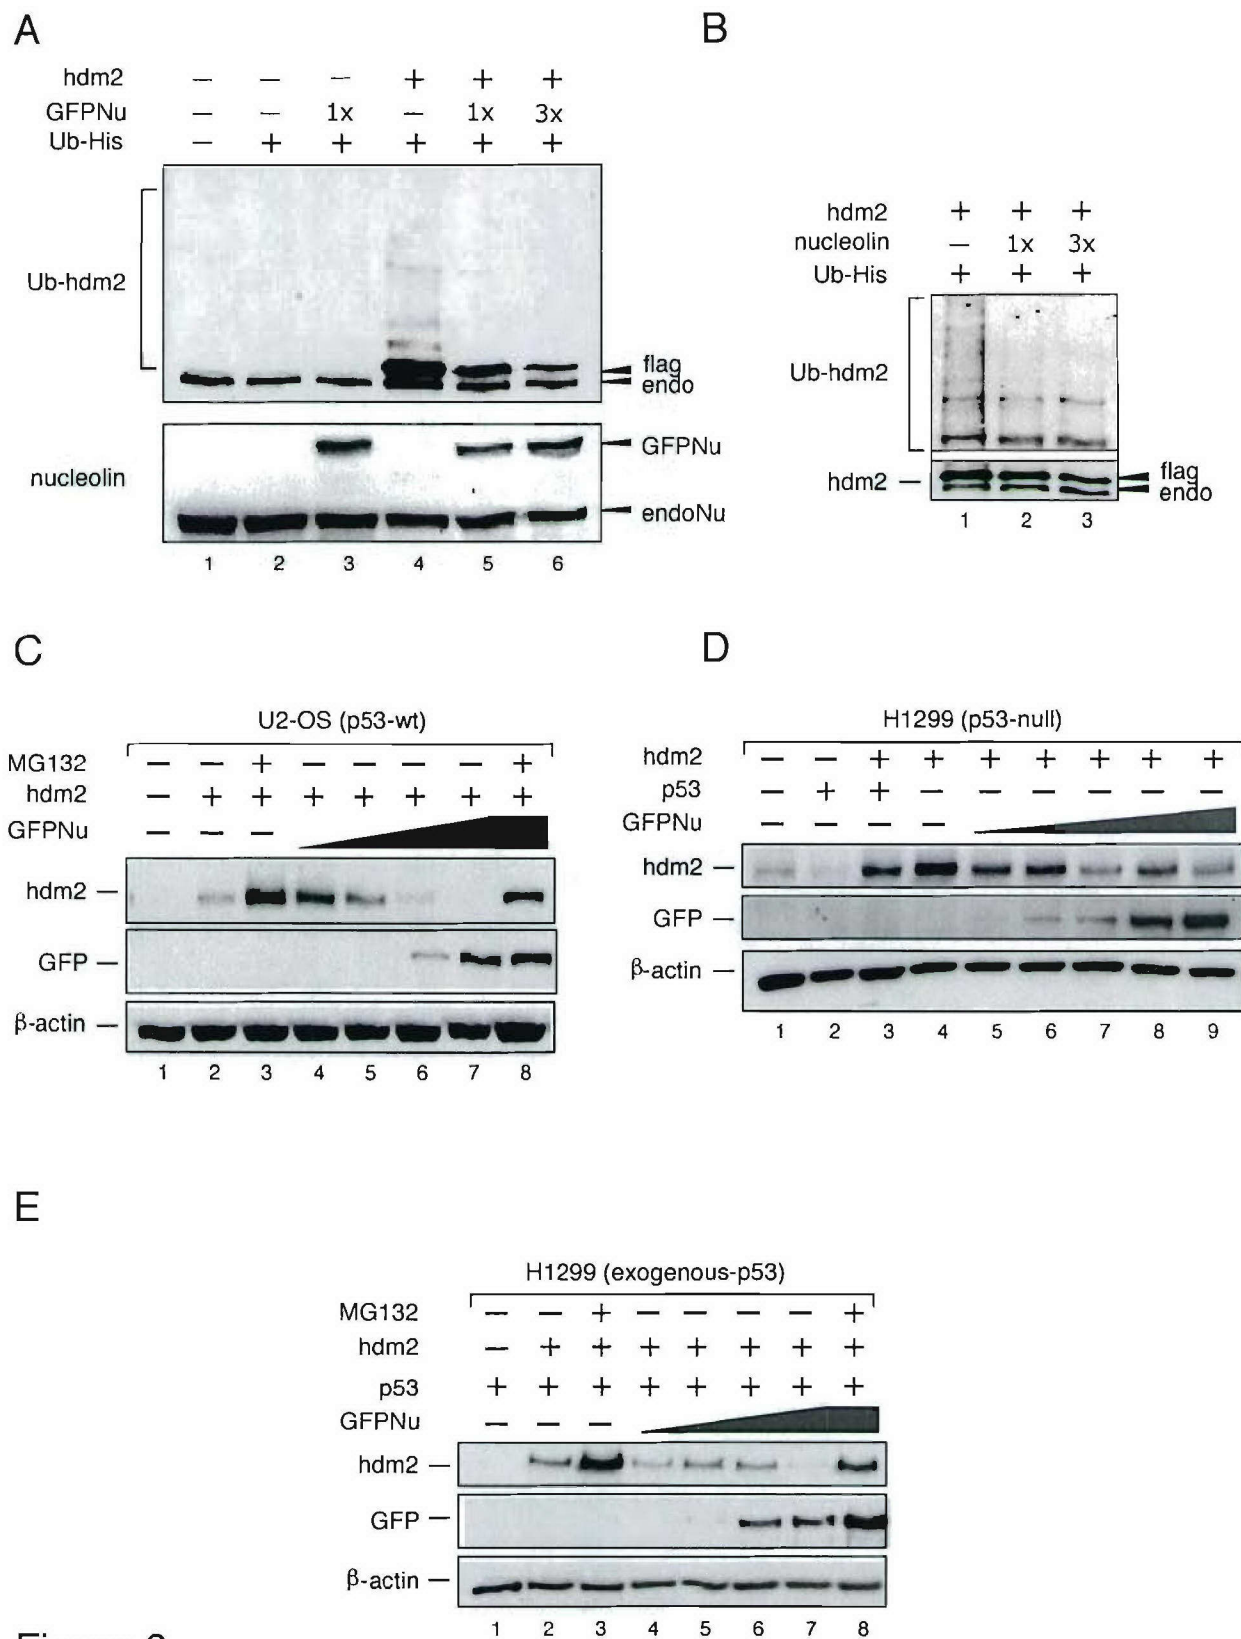 A
hdm2 – – – + + +
GFPNu – – 1x – 1x 3x
Ub-His – + + + + +
Ub-hdm2
flag
endo
nucleolin
GFPNu
endoNu
1 2 3 4 5 6
B
hdm2 + + +
nucleolin – 1x 3x
Ub-His + + +
Ub-hdm2
hdm2 –
flag
endo
1 2 3
C
U2-OS (p53-wt)
MG132 – – + – – – – +
hdm2 – + + + + + + +
GFPNu – – –
hdm2 –
GFP –
β-actin –
1 2 3 4 5 6 7 8
D
H1299 (p53-null)
hdm2 – – + + + + + + +
p53 – + + – – – – – –
GFPNu – – – –
hdm2 –
GFP –
β-actin –
1 2 3 4 5 6 7 8 9
E
H1299 (exogenous-p53)
MG132 – – + – – – – +
hdm2 – + + + + + + +
p53 + + + + + + + +
GFPNu – – –
hdm2 –
GFP –
β-actin –
1 2 3 4 5 6 7 8